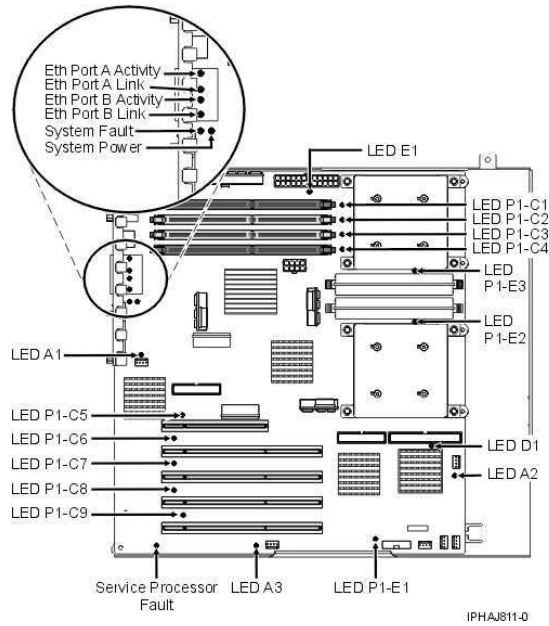 Eth Port A Activity
Eth Port A Link
Eth Port B Activity
Eth Port B Link
System Fault
System Power
LED E1
LED P1-C1
LED P1-C2
LED P1-C3
LED P1-C4
LED
P1-E3
LED
P1-E2
LED A1
LED P1-C5
LED P1-C6
LED P1-C7
LED P1-C8
LED P1-C9
LED D1
LED A2
Service Processor
Fault
LED A3
LED P1-E1
IPHAJ811-0